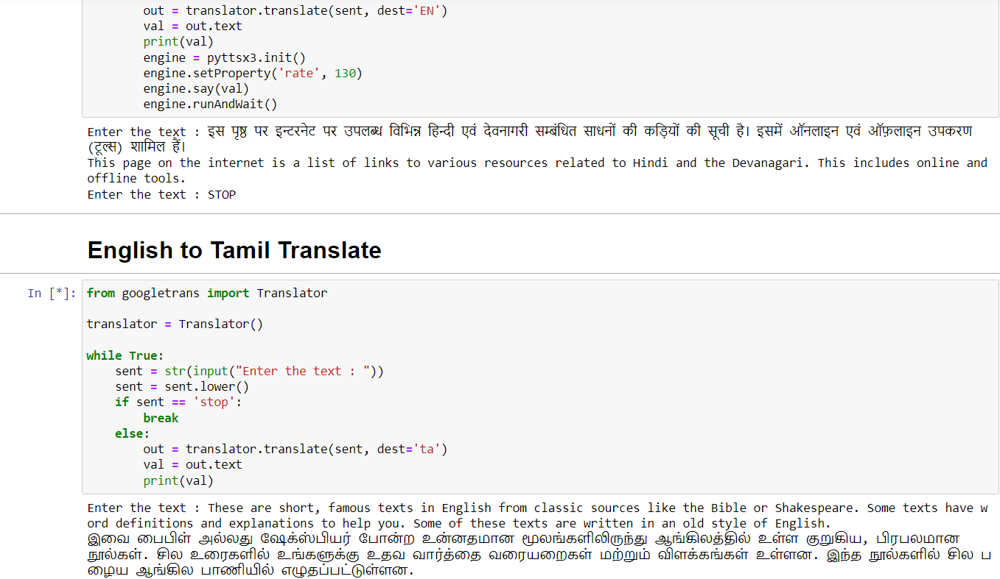 out = translator.translate(sent, dest='EN')
val = out.text
print(val)
engine = pyttsx3.init()
engine.setProperty('rate', 130)
engine.say(val)
engine.runAndWait()
Enter the text : इस पृष्ठ पर इन्टरनेट पर उपलब्ध विभिन्न हिन्दी एवं देवनागरी सम्बंधित साधनों की कड़ियों की सूची है। इसमें ऑनलाइन एवं ऑफ़लाइन उपकरण
(टूल्स) शामिल हैं।
This page on the internet is a list of links to various resources related to Hindi and the Devanagari. This includes online and
offline tools.
Enter the text : STOP
English to Tamil Translate
In [*]: from googletrans import Translator
translator = Translator()
while True:
sent = str(input("Enter the text : "))
sent = sent.lower()
if sent == 'stop':
break
else:
out = translator.translate(sent, dest='ta')
val = out.text
print(val)
Enter the text : These are short, famous texts in English from classic sources like the Bible or Shakespeare. Some texts have w
ord definitions and explanations to help you. Some of these texts are written in an old style of English.
இவை பைபிள் அல்லது ஷேக்ஸ்பியர் போன்ற உன்னதமான மூலங்களிலிருந்து ஆங்கிலத்தில் உள்ள குறுகிய, பிரபலமான
நூல்கள். சில உரைகளில் உங்களுக்கு உதவ வார்த்தை வரையறைகள் மற்றும் விளக்கங்கள் உள்ளன. இந்த நூல்களில் சில ப
ழைய ஆங்கில பாணியில் எழுதப்பட்டுள்ளன.